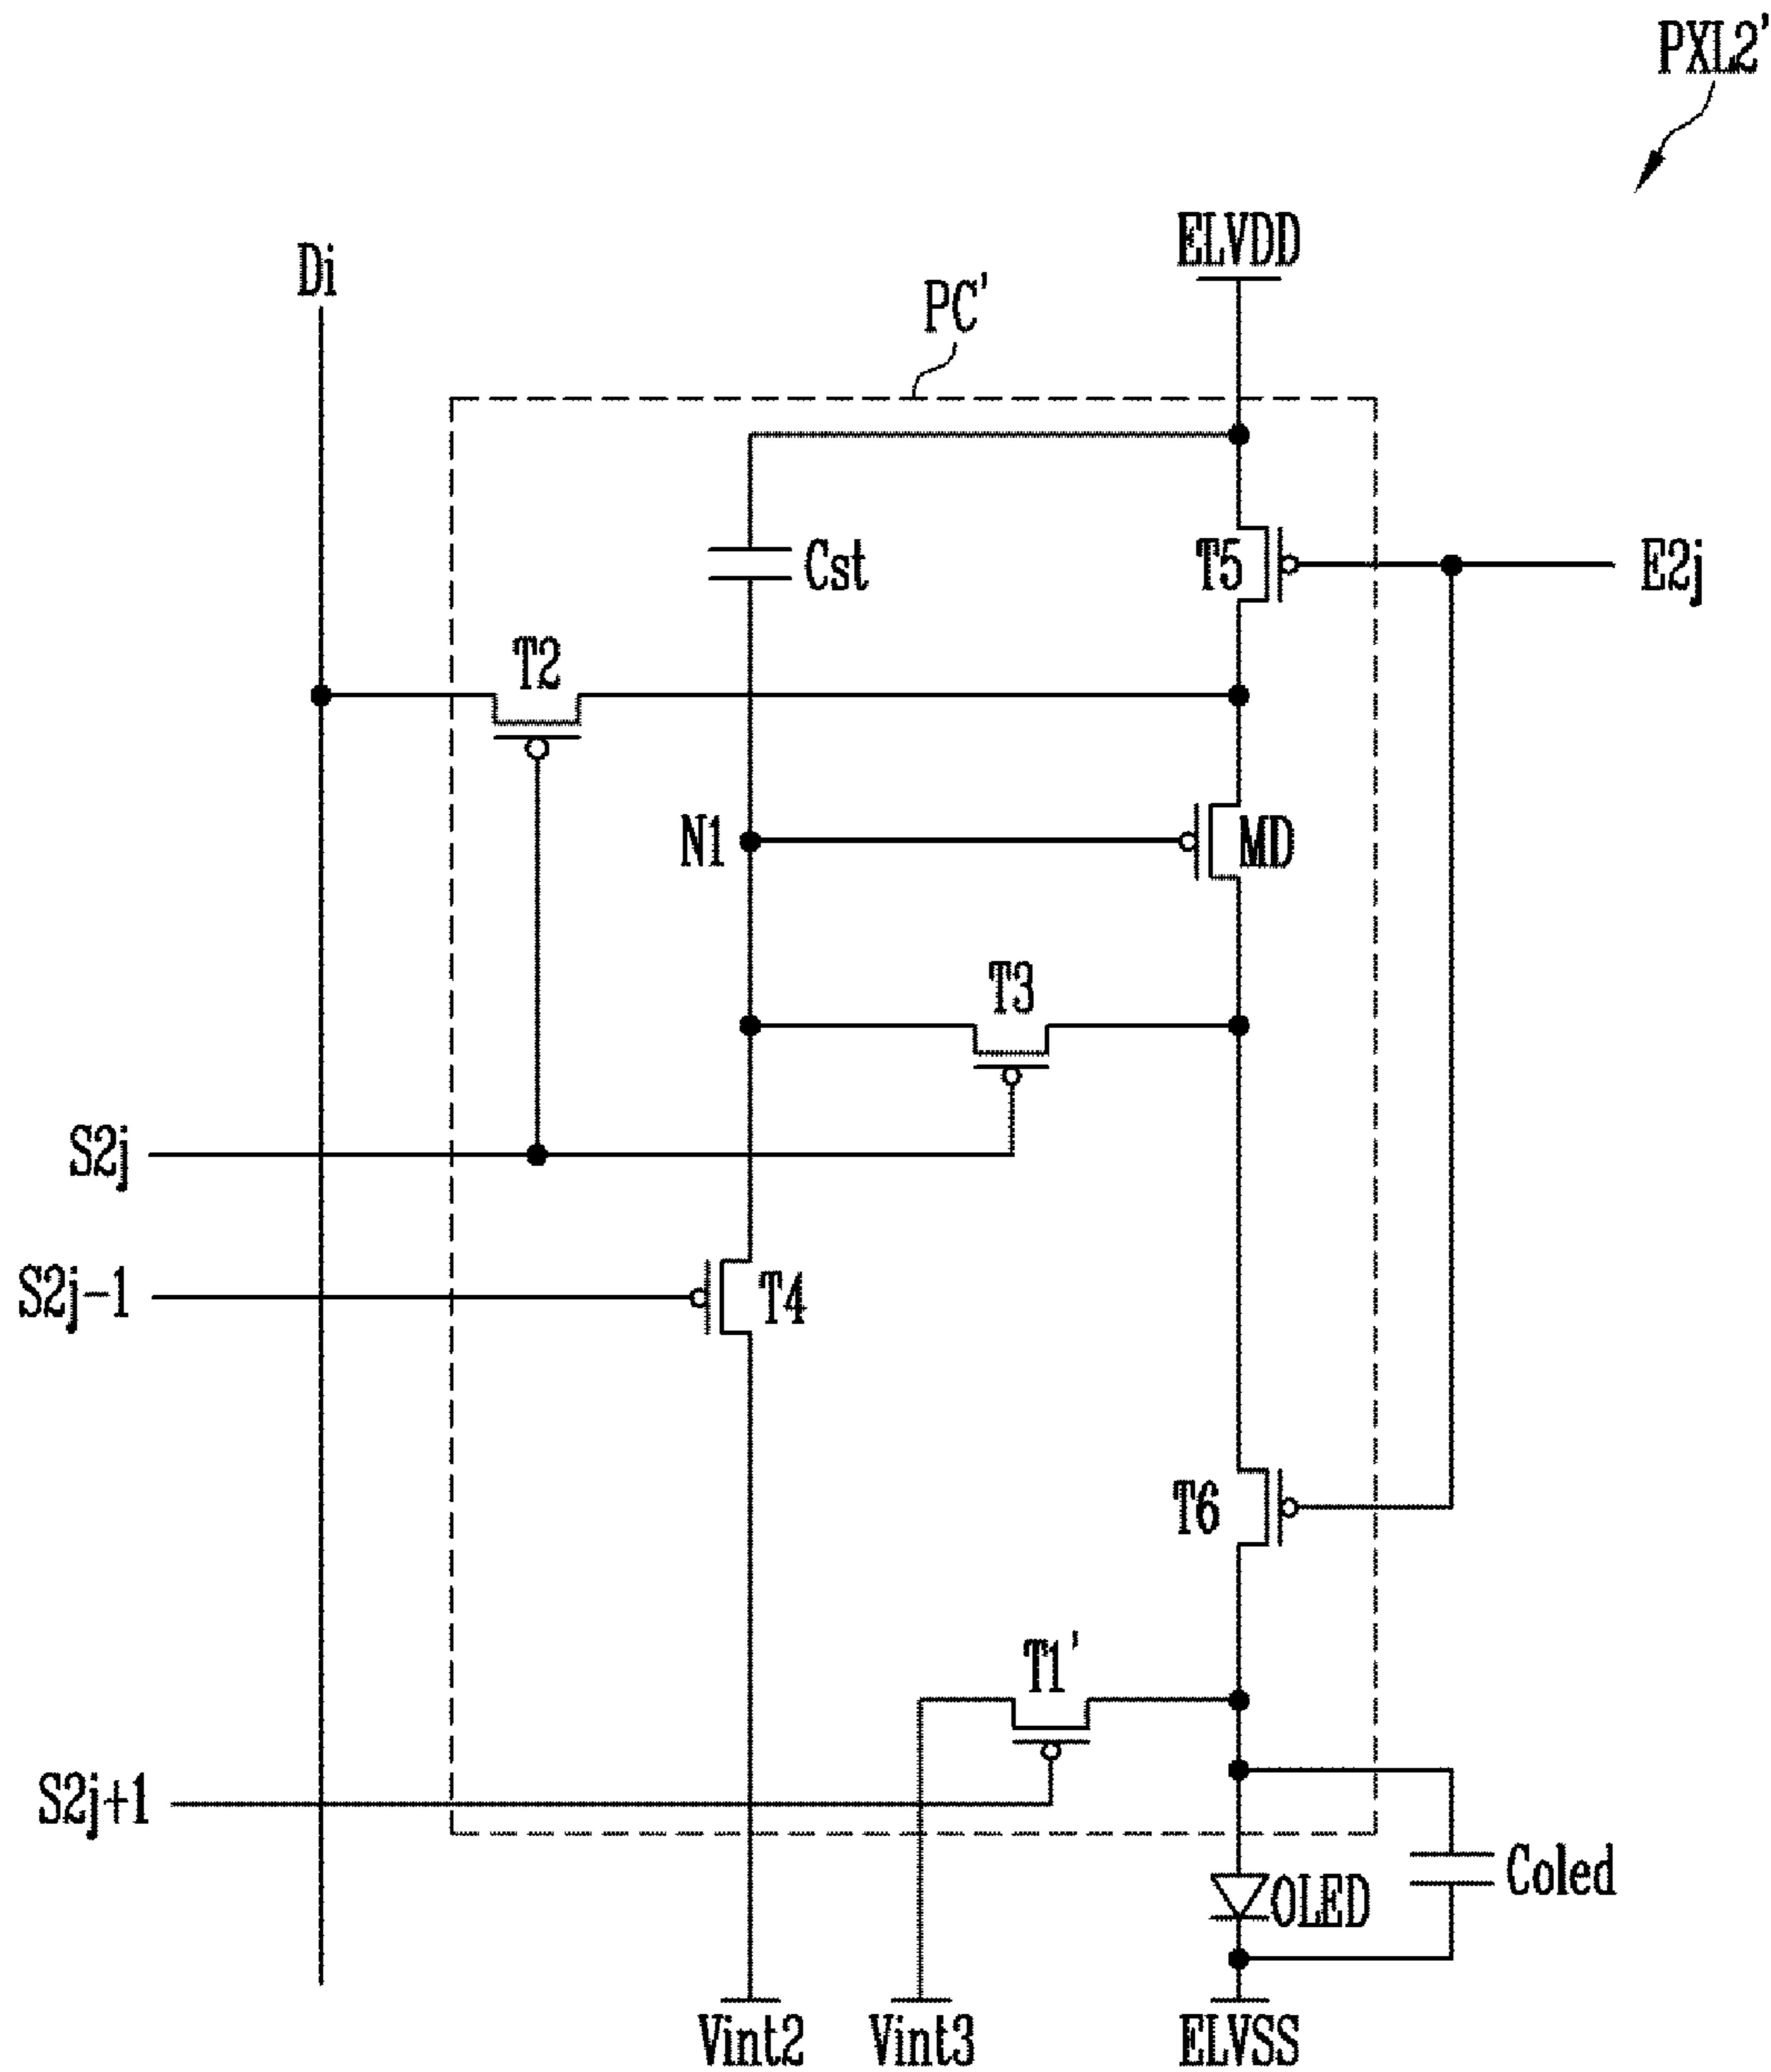 PXL2'
ELVDD
Di
PC'
Cst
T5
E2j
T2
N1
MD
T3
S2j
S2j-1
T4
T6
T1'
S2j+1
Coled
OLED
Vint2
Vint3
ELVSS